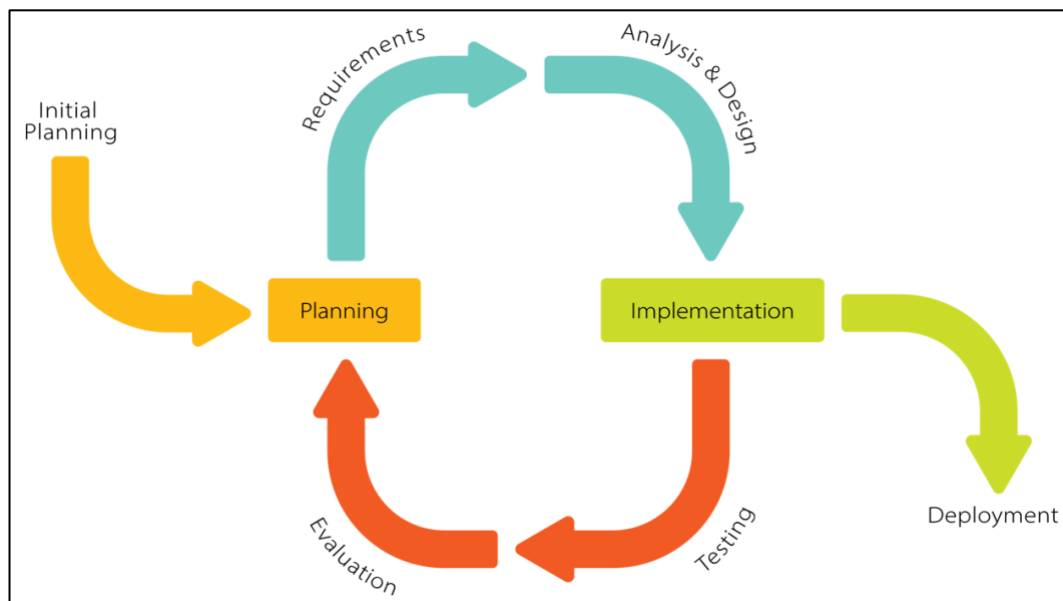 Initial
Planning
Requirements
Analysis & Design
Planning
Implementation
Evaluation
Testing
Deployment